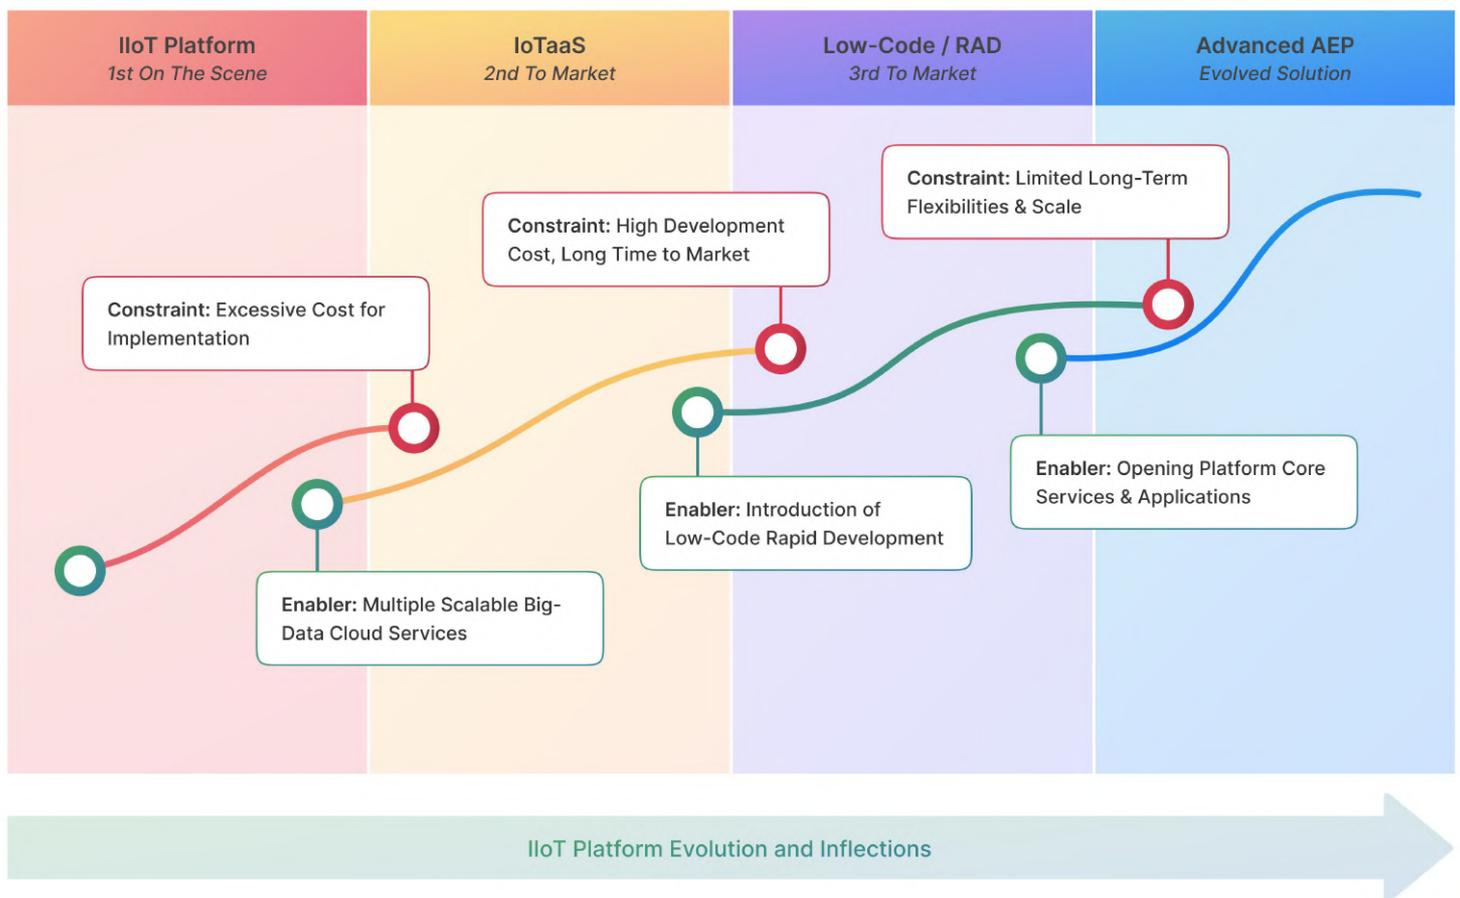 IIoT Platform
1st On The Scene
IoTaaS
2nd To Market
Low-Code / RAD
3rd To Market
Advanced AEP
Evolved Solution
Constraint: Excessive Cost for
Implementation
Constraint: High Development
Cost, Long Time to Market
Constraint: Limited Long-Term
Flexibilities & Scale
Enabler: Multiple Scalable Big-
Data Cloud Services
Enabler: Introduction of
Low-Code Rapid Development
Enabler: Opening Platform Core
Services & Applications
IIoT Platform Evolution and Inflections